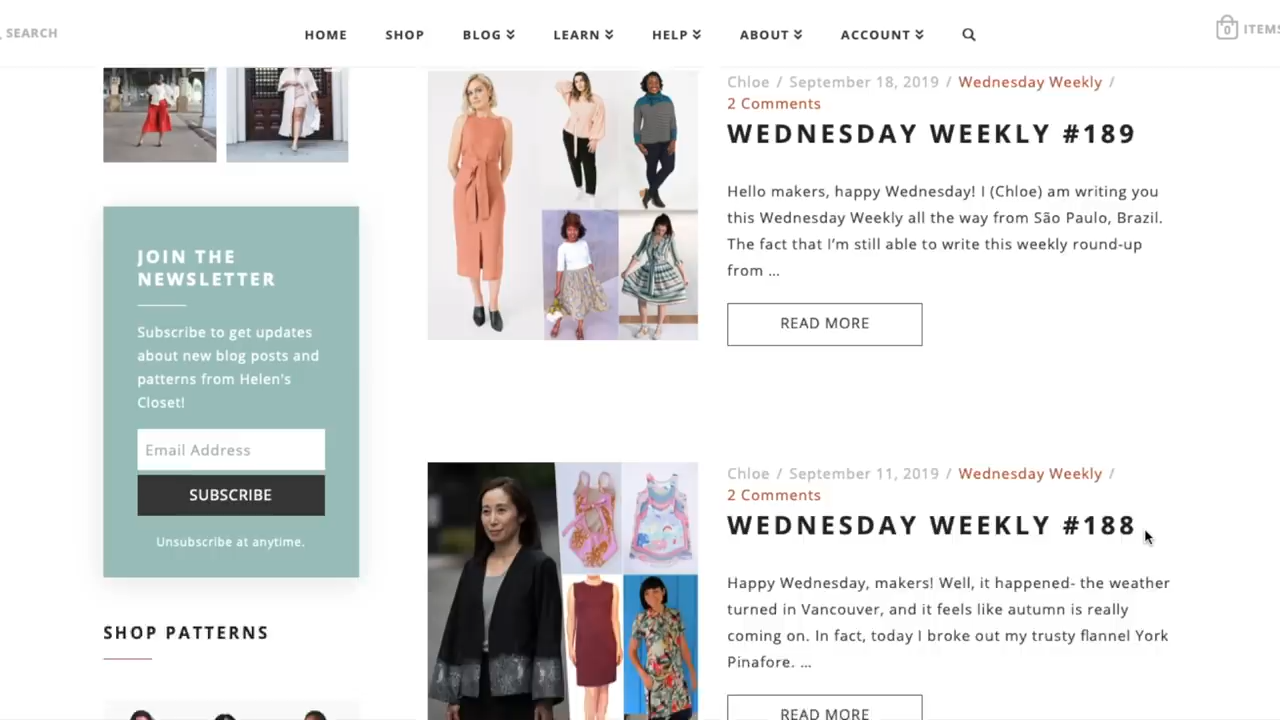 SEARCH
HOME
SHOP
BLOG
LEARN
HELP
ABOUT
ACCOUNT
0
ITEMS
JOIN THE
NEWSLETTER
Subscribe to get updates
about new blog posts and
patterns from Helen's
Closet!
Email Address
SUBSCRIBE
Unsubscribe at anytime.
SHOP PATTERNS
Chloe / September 18, 2019 / Wednesday Weekly /
2 Comments
WEDNESDAY WEEKLY #189
Hello makers, happy Wednesday! I (Chloe) am writing you
this Wednesday Weekly all the way from São Paulo, Brazil.
The fact that I’m still able to write this weekly round-up
from ...
READ MORE
Chloe / September 11, 2019 / Wednesday Weekly /
2 Comments
WEDNESDAY WEEKLY #188
Happy Wednesday, makers! Well, it happened- the weather
turned in Vancouver, and it feels like autumn is really
coming on. In fact, today I broke out my trusty flannel York
Pinafore. ...
READ MORE